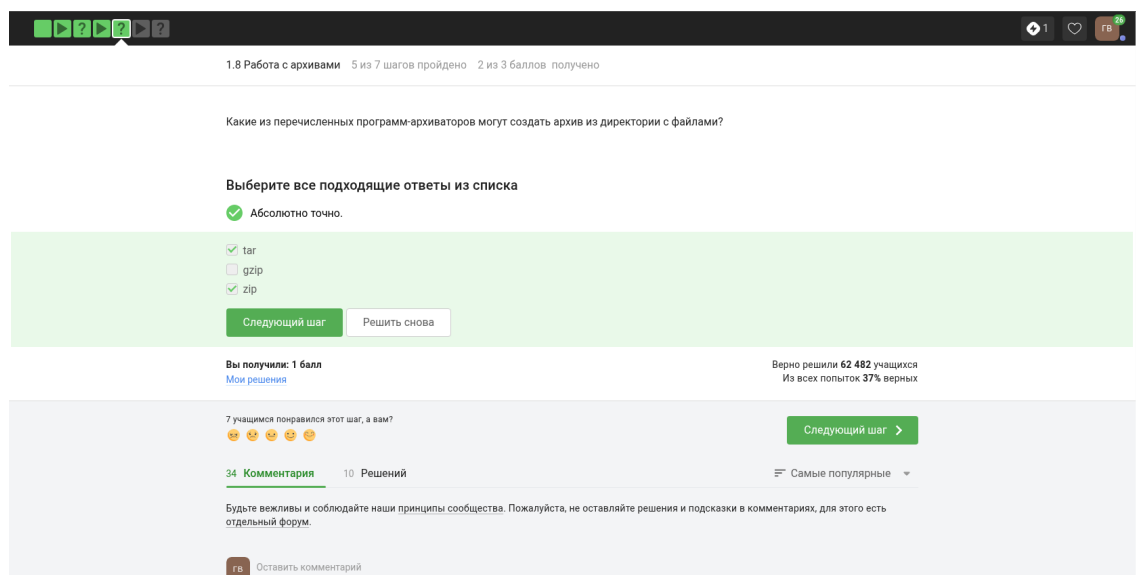 ? ? ?
1
ГВ
26
1.8 Работа с архивами 5 из 7 шагов пройдено 2 из 3 баллов получено
Какие из перечисленных программ-архиваторов могут создать архив из директории с файлами?
Выберите все подходящие ответы из списка
Абсолютно точно.
tar
gzip
zip
Следующий шаг Решить снова
Вы получили: 1 балл
Мои решения
Верно решили 62 482 учащихся
Из всех попыток 37% верных
7 учащимся понравился этот шаг, а вам?
Следующий шаг
34 Комментария 10 Решений Самые популярные
Будьте вежливы и соблюдайте наши принципы сообщества. Пожалуйста, не оставляйте решения и подсказки в комментариях, для этого есть
отдельный форум.
ГВ Оставить комментарий